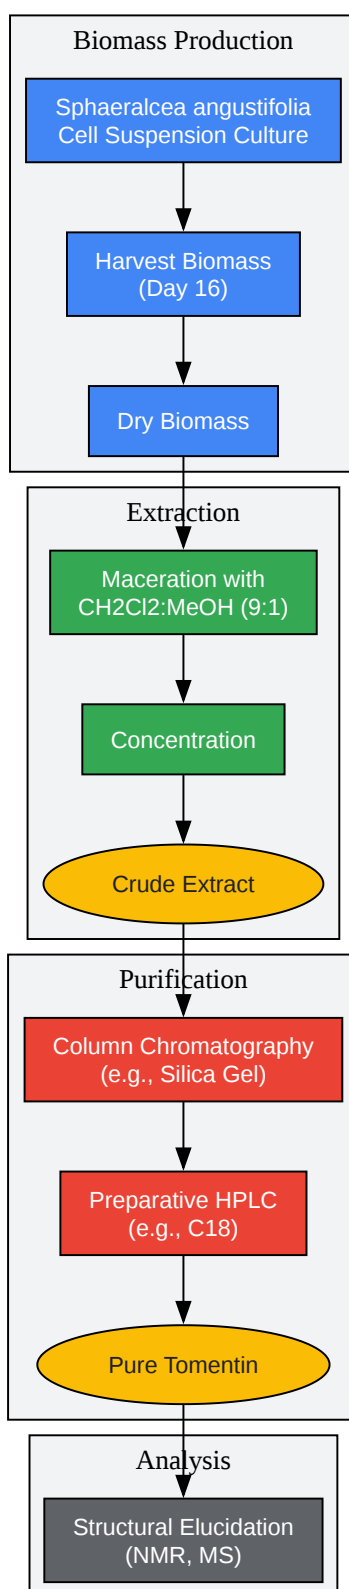 Biomass Production
Sphaeralcea angustifolia
Cell Suspension Culture
Harvest Biomass
(Day 16)
Dry Biomass
Extraction
Maceration with
CH2Cl2:MeOH (9:1)
Concentration
Crude Extract
Purification
Column Chromatography
(e.g., Silica Gel)
Preparative HPLC
(e.g., C18)
Pure Tomentin
Analysis
Structural Elucidation
(NMR, MS)